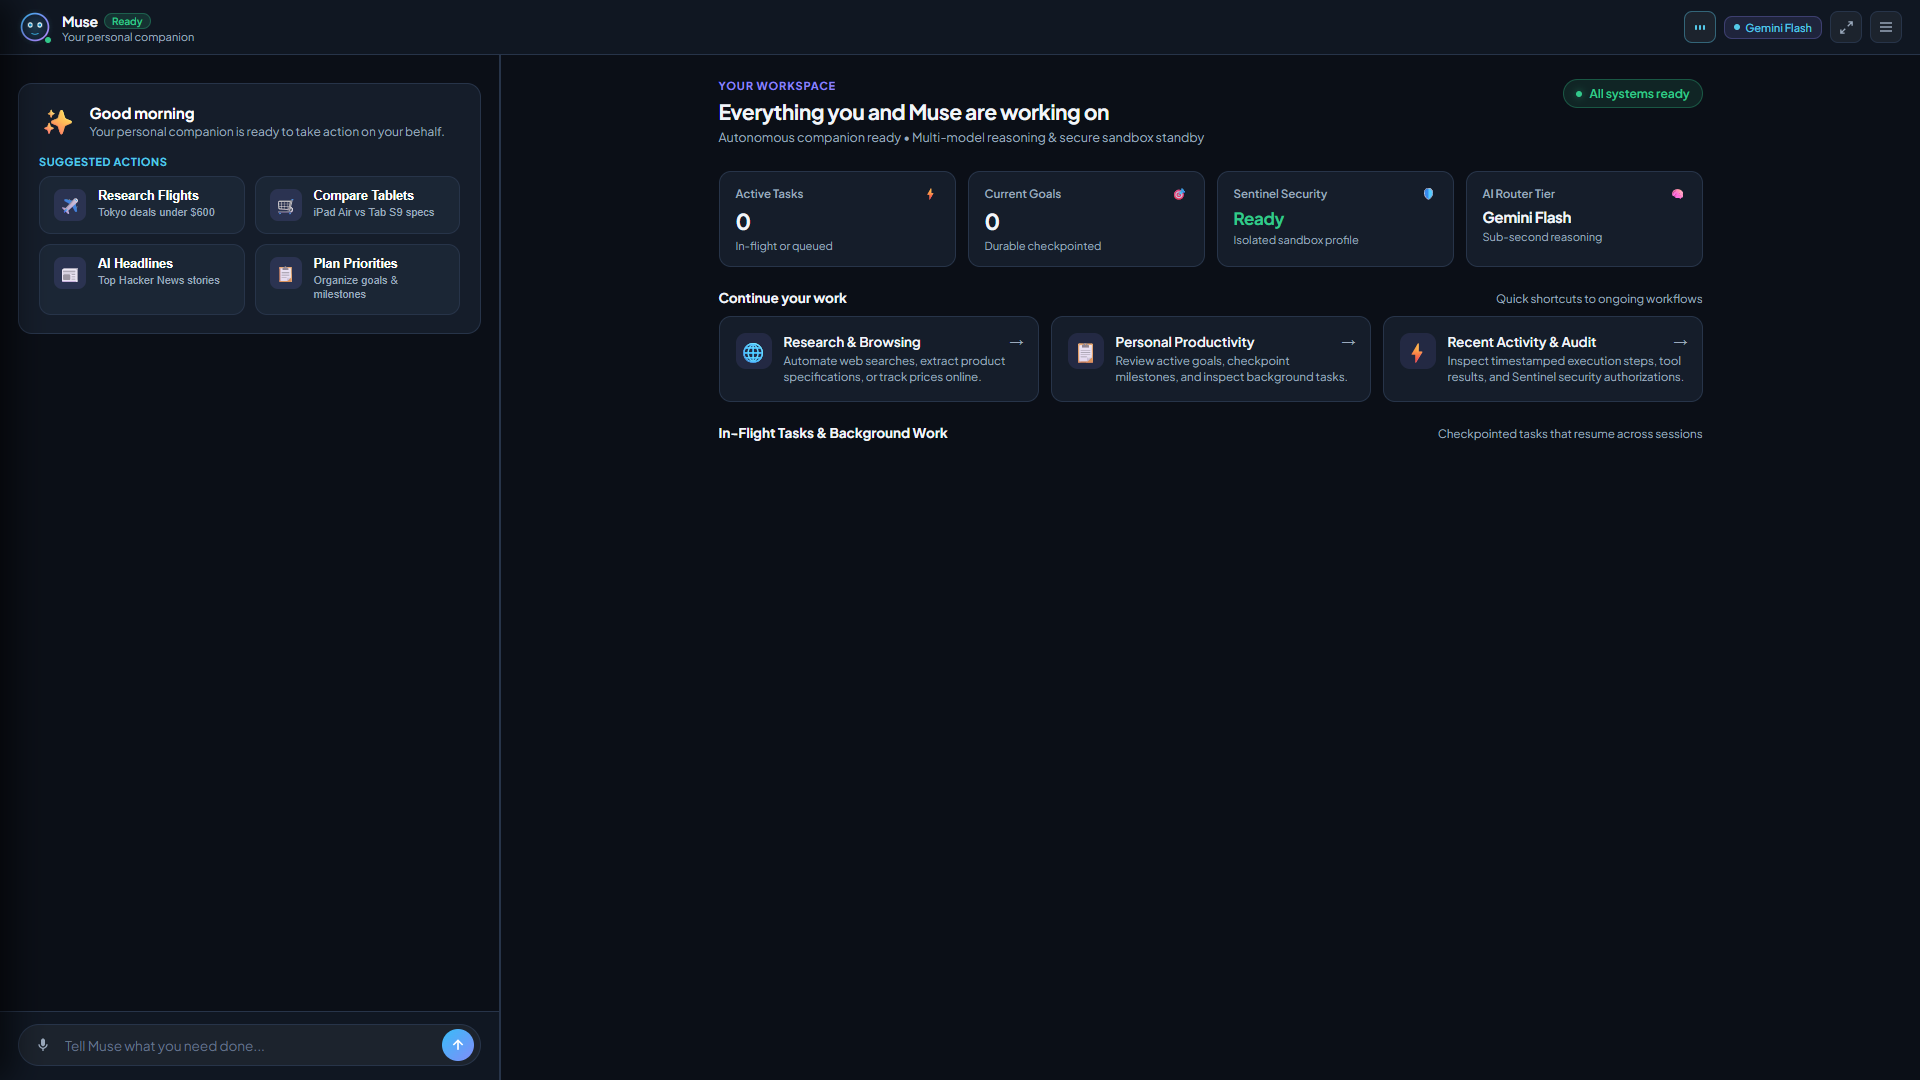 Muse Ready
Your personal companion
Gemini Flash
Good morning
Your personal companion is ready to take action on your behalf.
SUGGESTED ACTIONS
Research Flights
Tokyo deals under $600
Compare Tablets
iPad Air vs Tab S9 specs
AI Headlines
Top Hacker News stories
Plan Priorities
Organize goals &
milestones
Tell Muse what you need done...
YOUR WORKSPACE
Everything you and Muse are working on
Autonomous companion ready • Multi-model reasoning & secure sandbox standby
All systems ready
Active Tasks
0
In-flight or queued
Current Goals
0
Durable checkpointed
Sentinel Security
Ready
Isolated sandbox profile
AI Router Tier
Gemini Flash
Sub-second reasoning
Continue your work
Quick shortcuts to ongoing workflows
Research & Browsing →
Automate web searches, extract product
specifications, or track prices online.
Personal Productivity →
Review active goals, checkpoint
milestones, and inspect background tasks.
Recent Activity & Audit →
Inspect timestamped execution steps, tool
results, and Sentinel security authorizations.
In-Flight Tasks & Background Work
Checkpointed tasks that resume across sessions